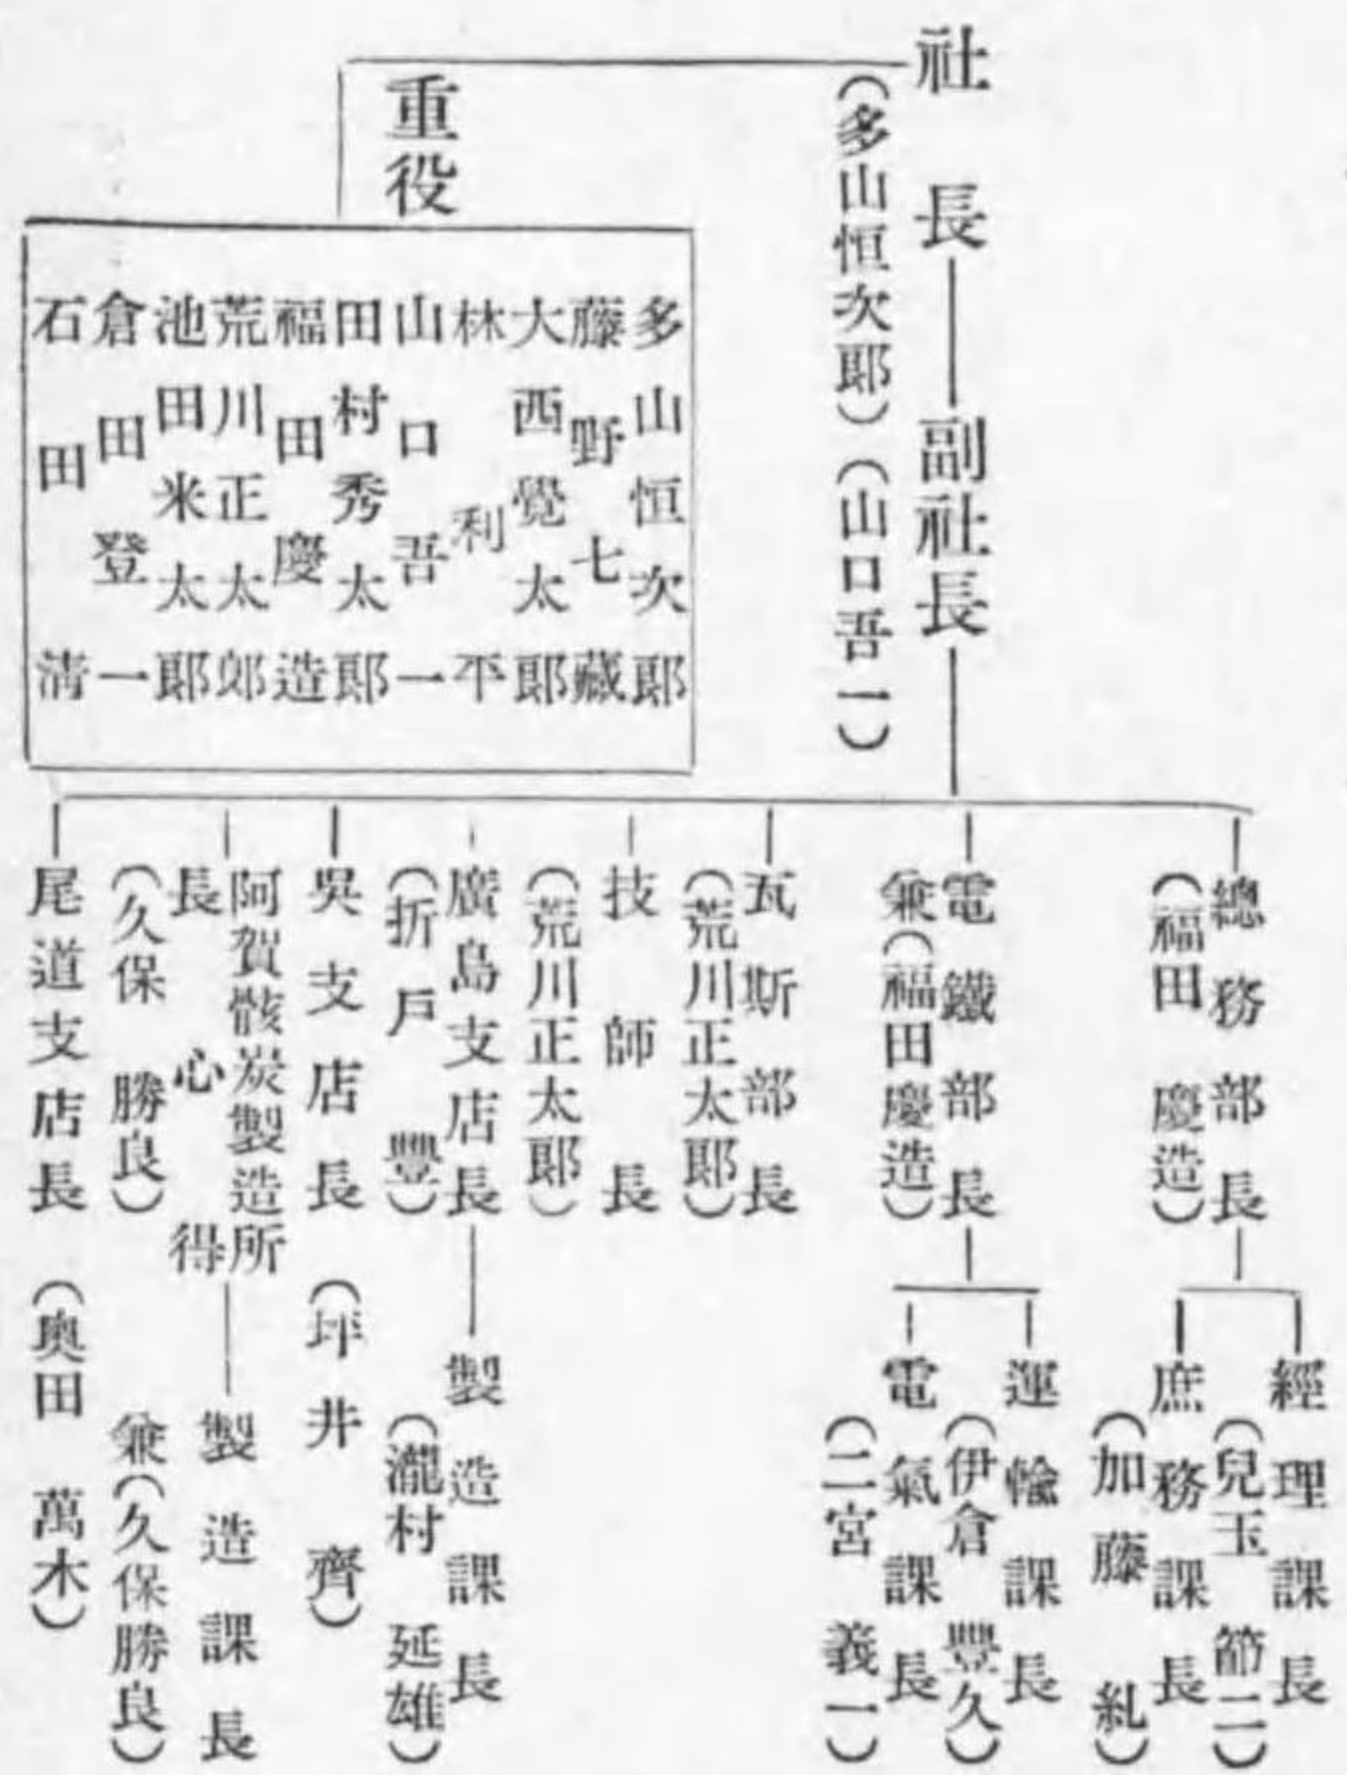 社長
(多山恒次郎)
副社長
(山口吾一)
重役
多山恒次郎
藤野七藏
大西覺太郎
林利平
山口吾一
田村秀太郎
福田慶造
荒川正太郎
池田米太郎
倉田登一
石田清
總務部長
(福田慶造)
經理課長
(兒玉節二)
庶務課長
(加藤糺)
電鐵部長
兼(福田慶造)
運輸課長
(伊倉豐久)
電氣課長
(二宮義一)
瓦斯部長
(荒川正太郎)
技師長
(荒川正太郎)
廣島支店長
(折戶豐)
製造課長
(瀧村延雄)
吳支店長
(坪井齊)
阿賀骸炭製造所
長心得
(久保勝良)
製造課長
兼(久保勝良)
尾道支店長
(奧田萬木)